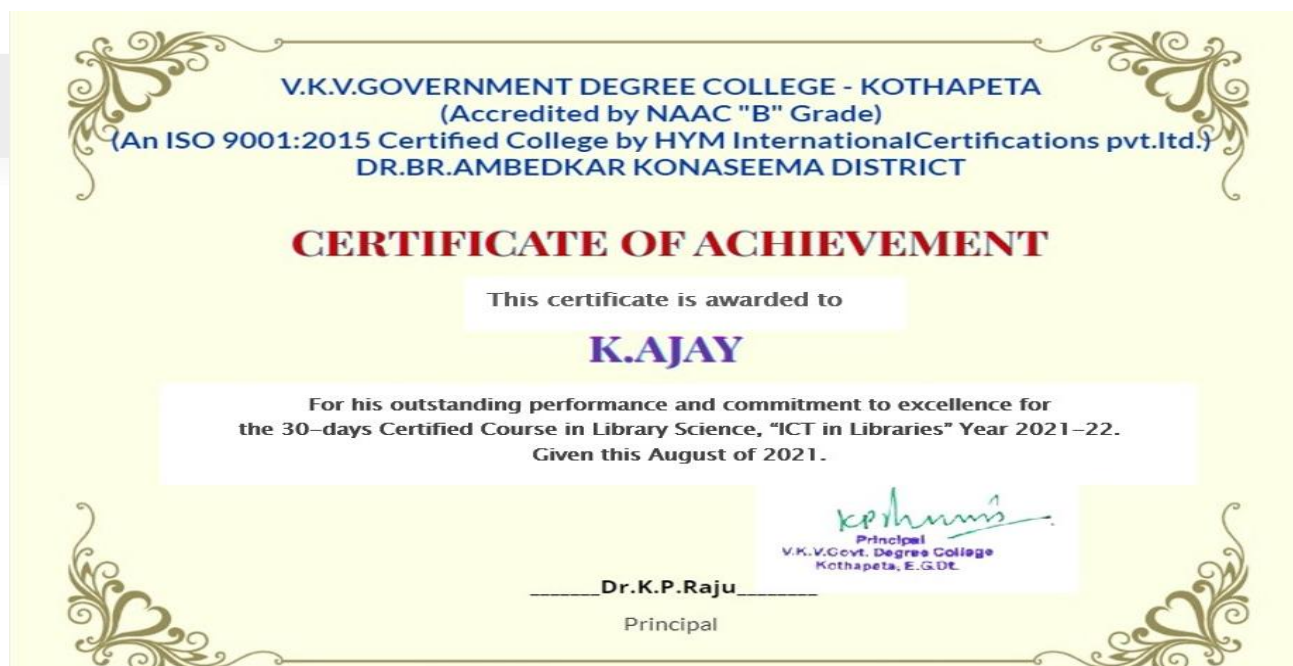 V.K.V.GOVERNMENT DEGREE COLLEGE - KOTHAPETA
(Accredited by NAAC "B" Grade)
(An ISO 9001:2015 Certified College by HYM InternationalCertifications pvt.ltd.)
DR.BR.AMBEDKAR KONASEEMA DISTRICT
CERTIFICATE OF ACHIEVEMENT
This certificate is awarded to
K.AJAY
For his outstanding performance and commitment to excellence for
the 30-days Certified Course in Library Science, “ICT in Libraries” Year 2021-22.
Given this August of 2021.
Principal
V.K.V.Govt. Degree College
Kothapeta, E.G.Dt.
_______Dr.K.P.Raju________
Principal